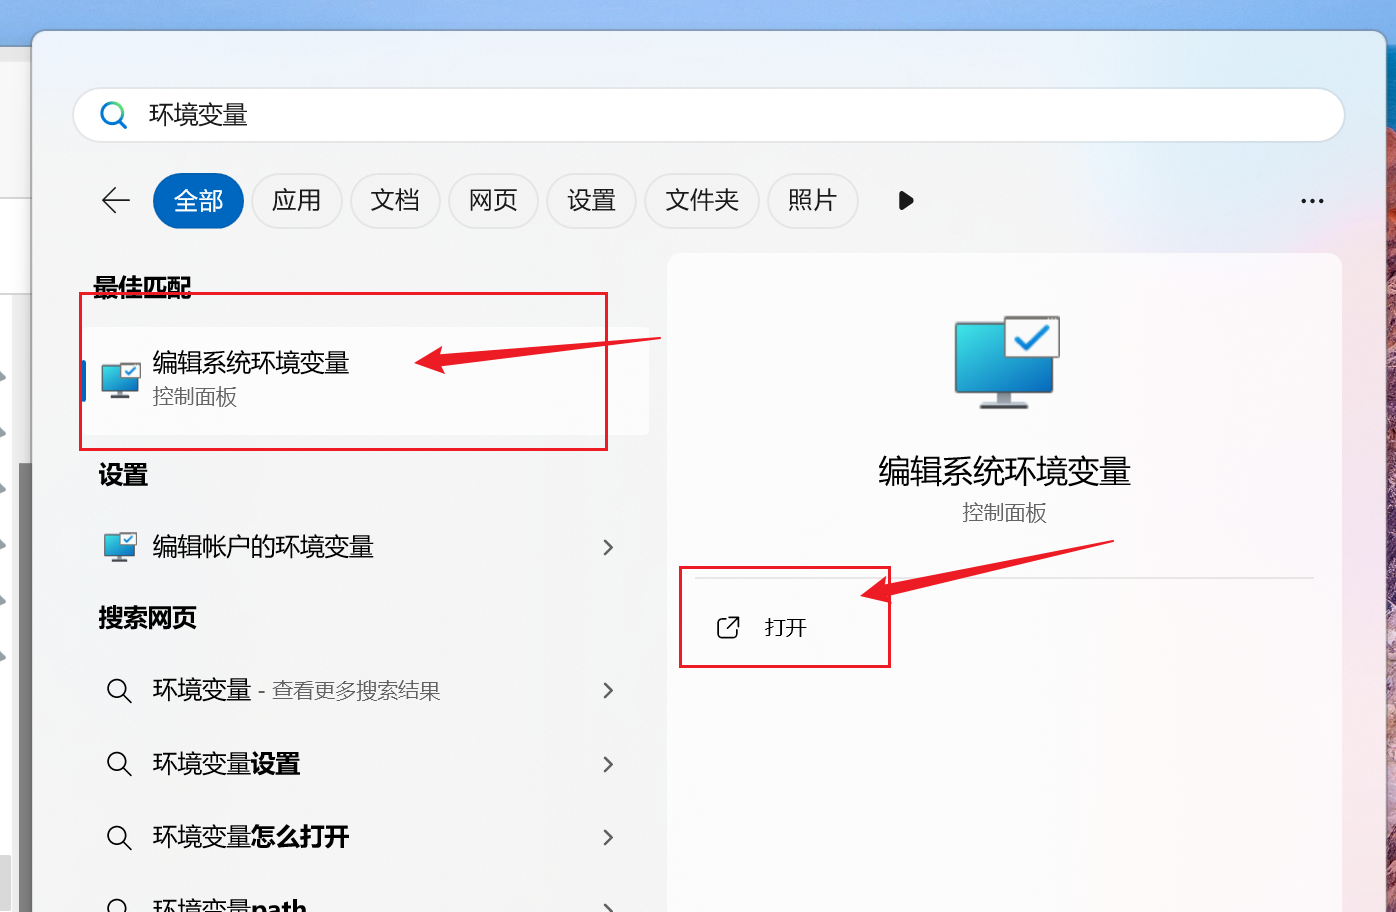 环境变量
全部 应用 文档 网页 设置 文件夹 照片
最佳匹配
编辑系统环境变量
控制面板
设置
编辑帐户的环境变量
搜索网页
环境变量 - 查看更多搜索结果
环境变量设置
环境变量怎么打开
环境变量path
编辑系统环境变量
控制面板
打开